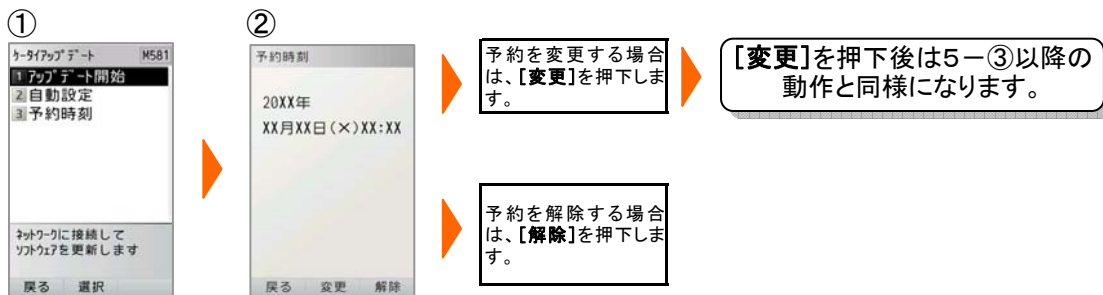 ①
ケータイアップデート M581
1 アップデート開始
2 自動設定
3 予約時刻
ネットワークに接続して
ソフトウェアを更新します
戻る 選択
②
予約時刻
20XX年
XX月XX日(×)XX:XX
戻る 変更 解除
予約を変更する場合
は、[変更]を押下しま
す。
[変更]を押下後は5-③以降の
動作と同様になります。
予約を解除する場合
は、[解除]を押下しま
す。